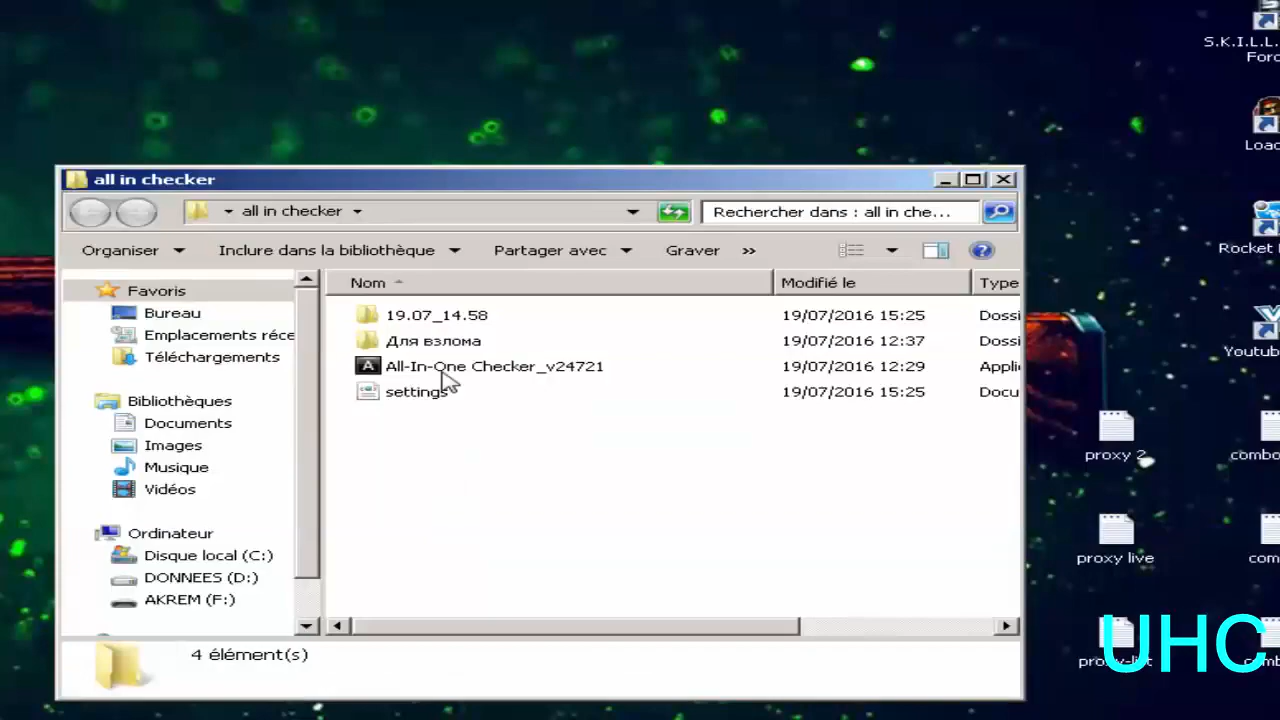 S.K.I.L.L.
Forc
all in checker
Load
all in checker
Rechercher dans : all in che...
Organiser
Inclure dans la bibliothèque
Partager avec
Graver
»
Rocket
Favoris
Nom
Modifié le
Type
Bureau
19.07_14.58
19/07/2016 15:25
Dossi
Emplacements réce
Для взлома
19/07/2016 12:37
Dossi
Youtub
Téléchargements
All-In-One Checker_v24721
19/07/2016 12:29
Appli
settings
19/07/2016 15:25
Docu
Bibliothèques
Documents
Images
proxy 2
combo
Musique
Vidéos
Ordinateur
Disque local (C:)
proxy live
com
DONNEES (D:)
AKREM (F:)
UHC
4 élément(s)